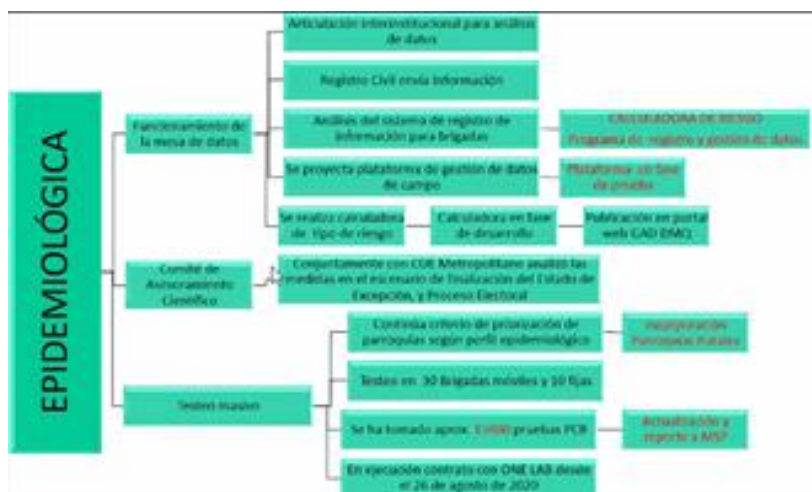 EPIDEMIOLÓGICA
Funcionamiento de
la mesa de datos
Articulación interinstitucional para análisis
de datos
Registro Civil envía Información
Análisis del sistema de registro de
información para brigadas
CALCULADORA DE RIESGO
Programa de registro y gestión de datos
Se proyecta plataforma de gestión de datos
de campo
Plataforma en fase
de prueba
Se realiza calculadora
de tipo de riesgo
Calculadora en fase
de desarrollo
Publicación en portal
web GAD DMQ
Comité de
Asesoramiento
Científico
Conjuntamente con COE Metropolitano analizó las
medidas en el escenario de finalización del Estado de
Excepción, y Proceso Electoral
Testeo masivo
Continúa criterio de priorización de
parroquias según perfil epidemiológico
Incorporación
Parroquias Rurales
Testeo en 30 Brigadas móviles y 10 fijas
Se ha tomado aprox. pruebas PCR
Actualización y
reporte a MSP
En ejecución contrato con ONE LAB desde
el 26 de agosto de 2020